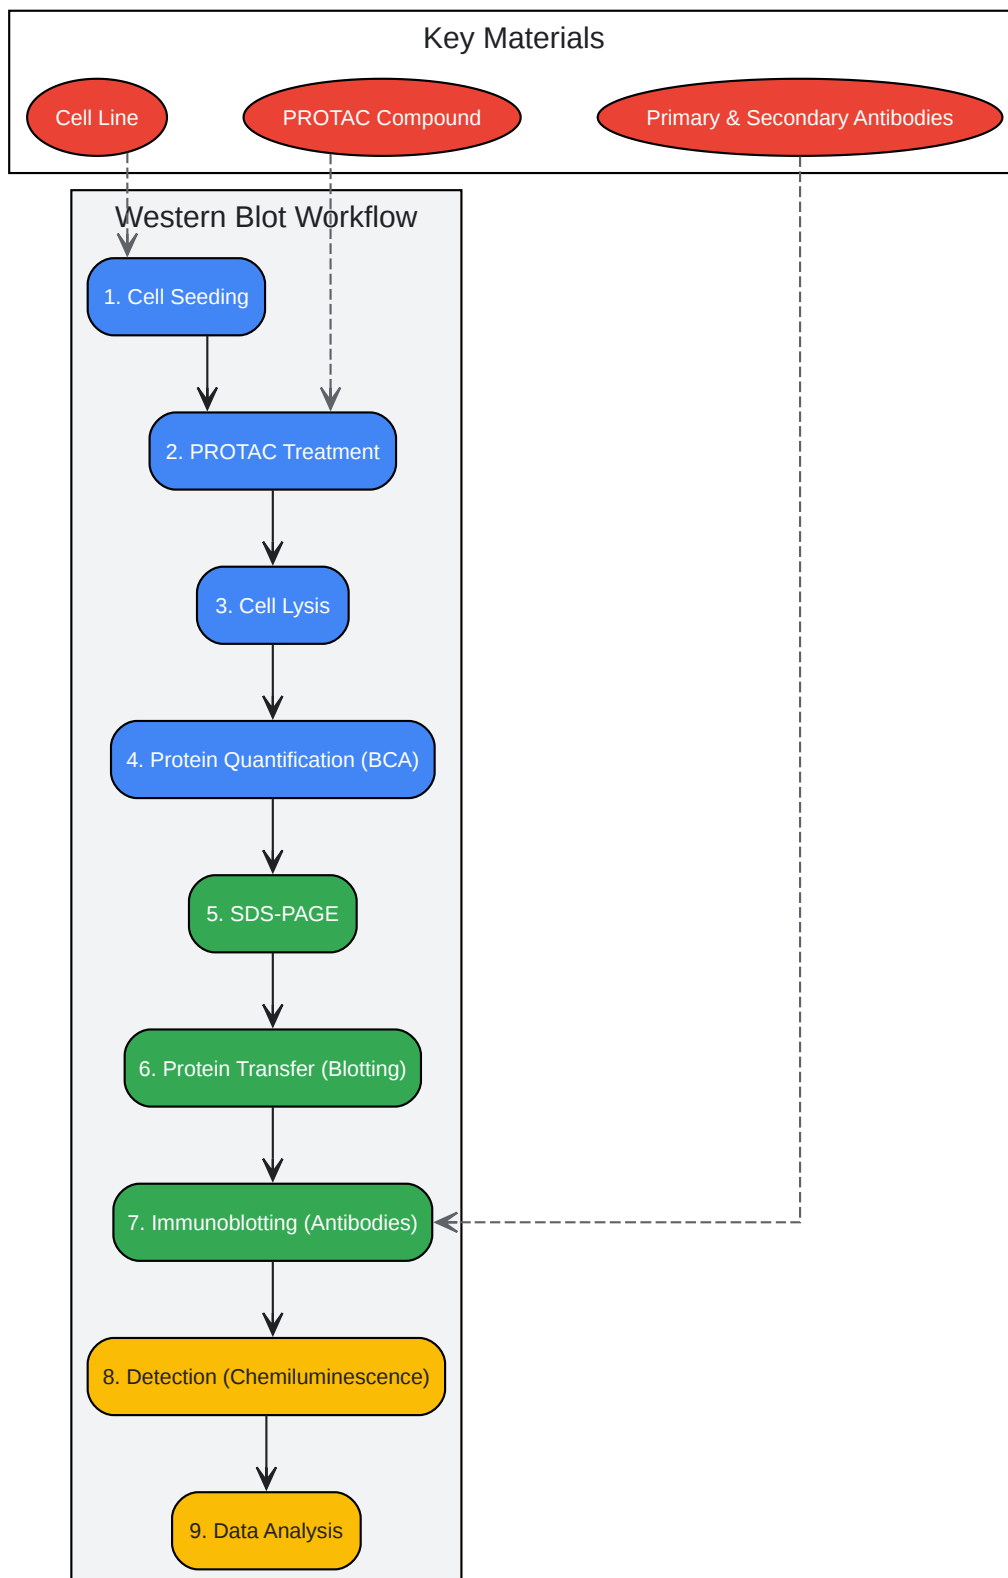 Key Materials
Cell Line
PROTAC Compound
Primary & Secondary Antibodies
Western Blot Workflow
1. Cell Seeding
2. PROTAC Treatment
3. Cell Lysis
4. Protein Quantification (BCA)
5. SDS-PAGE
6. Protein Transfer (Blotting)
7. Immunoblotting (Antibodies)
8. Detection (Chemiluminescence)
9. Data Analysis